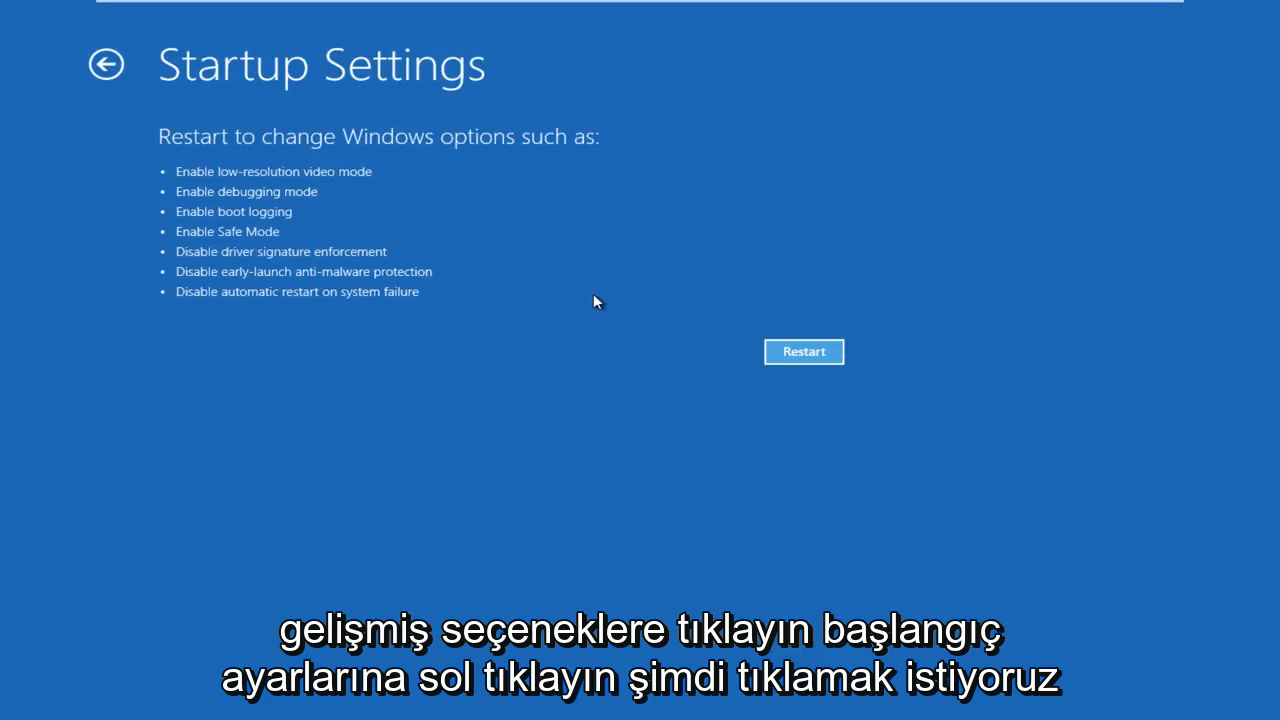 Startup Settings
Restart to change Windows options such as:
• Enable low-resolution video mode
• Enable debugging mode
• Enable boot logging
• Enable Safe Mode
• Disable driver signature enforcement
• Disable early-launch anti-malware protection
• Disable automatic restart on system failure
Restart
gelişmiş seçeneklere tıklayın başlangıç
ayarlarına sol tıklayın şimdi tıklamak istiyoruz